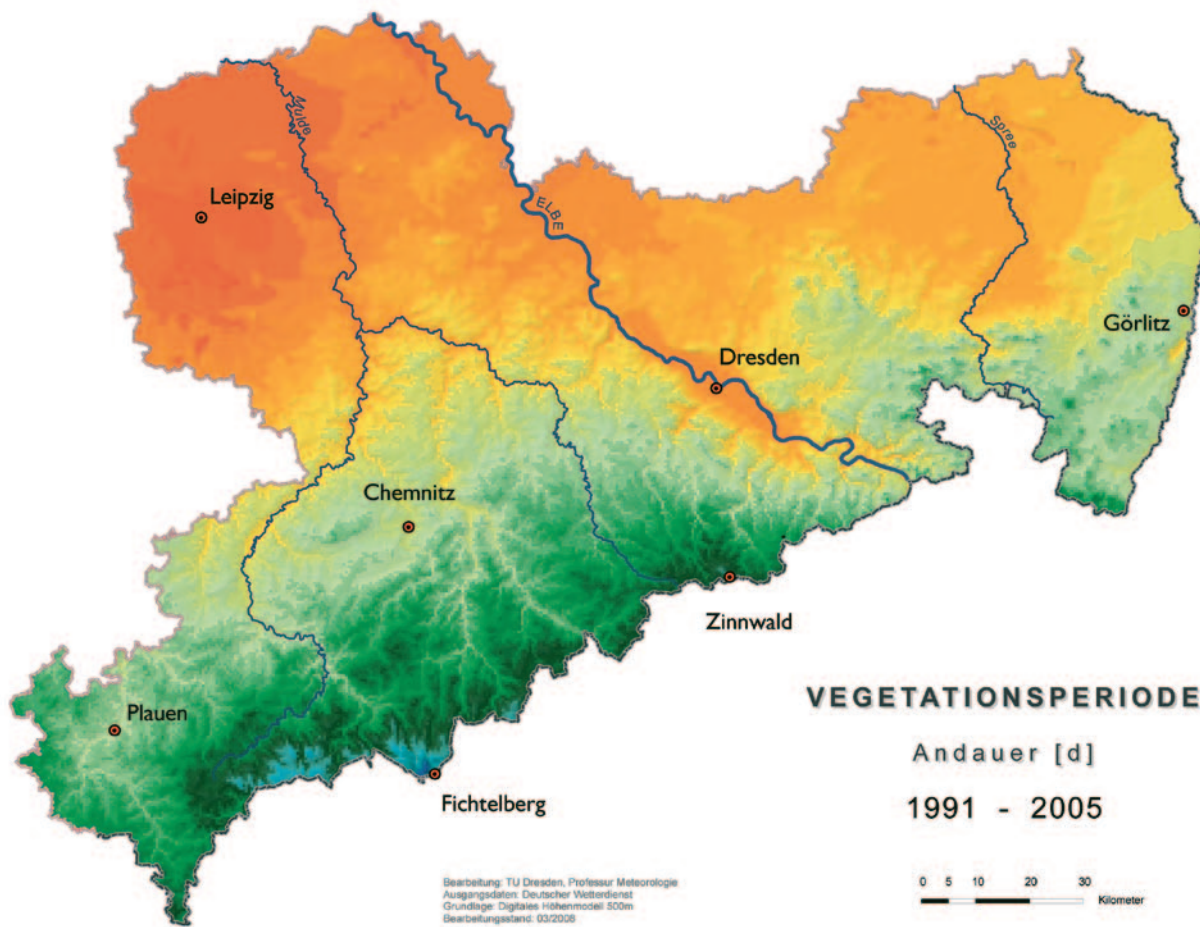 Mulde
ELBE
Spree
Leipzig
Görlitz
Dresden
Chemnitz
Zinnwald
Plauen
Fichtelberg
VEGETATIONSPERIODE
Andauer [d]
1991 - 2005
0 5 10 20 30
Kilometer
Bearbeitung: TU Dresden, Professur Meteorologie
Ausgangsdaten: Deutscher Wetterdienst
Grundlage: Digitales Höhenmodell 500m
Bearbeitungsstand: 03/2008